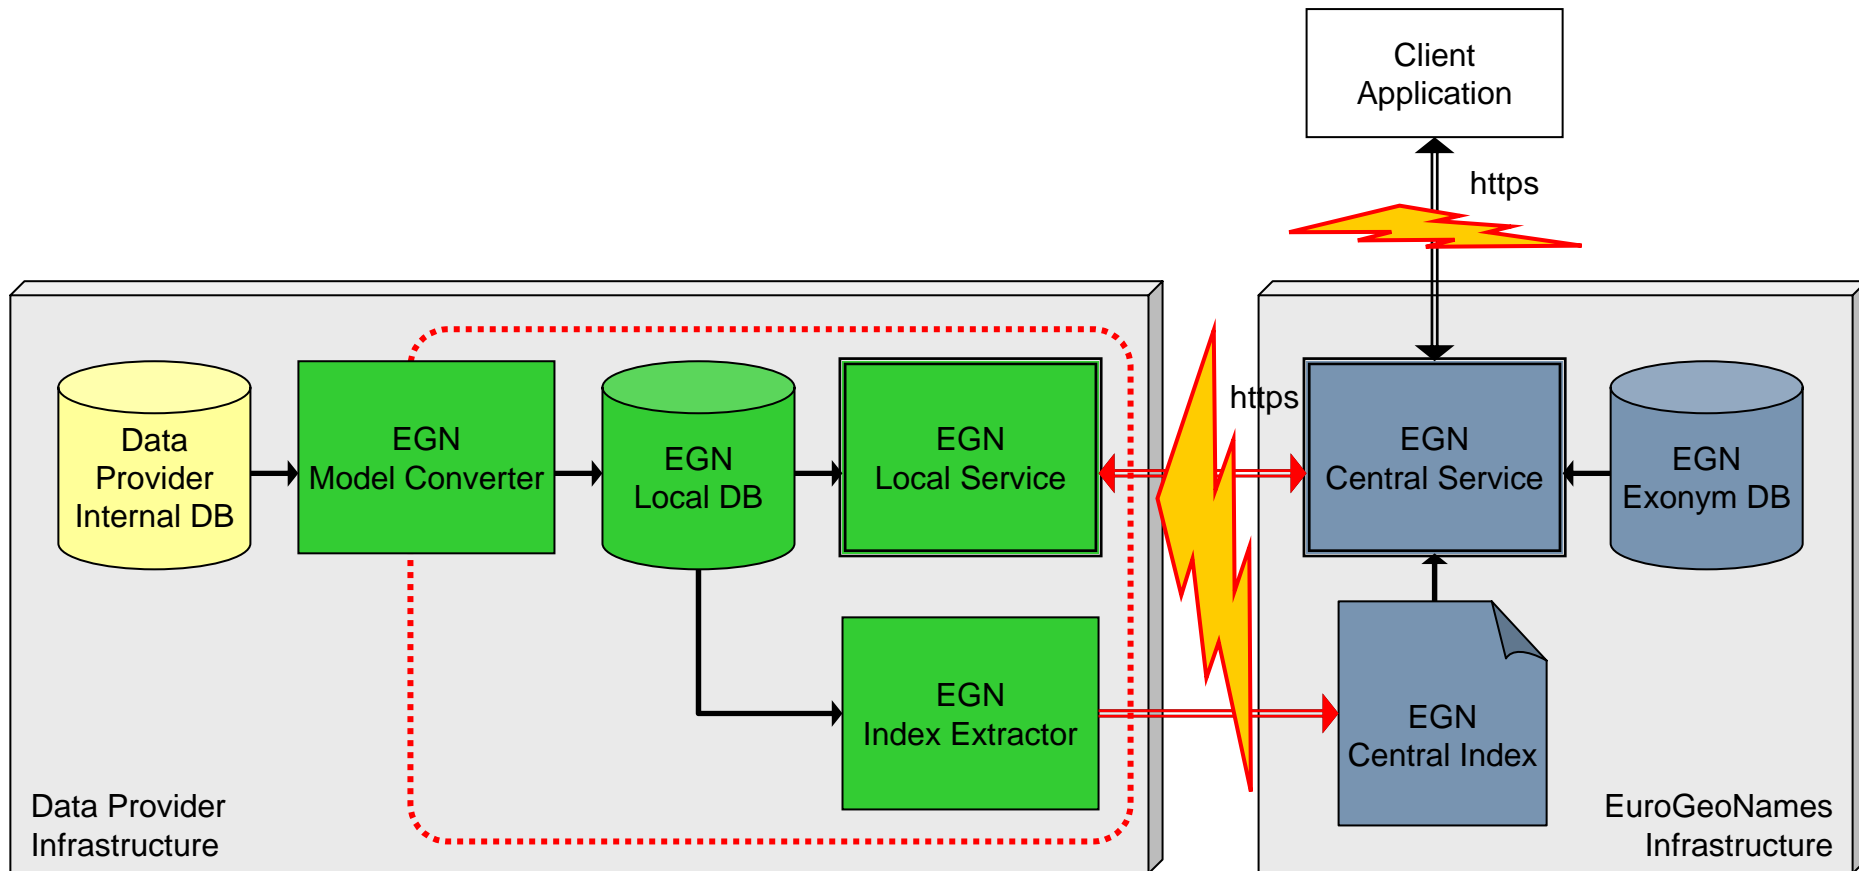 Client
Application
https
https
Data
Provider
Internal DB
EGN
Model Converter
EGN
Local DB
EGN
Local Service
EGN
Central Service
EGN
Exonym DB
EGN
Index Extractor
EGN
Central Index
Data Provider
Infrastructure
EuroGeoNames
Infrastructure